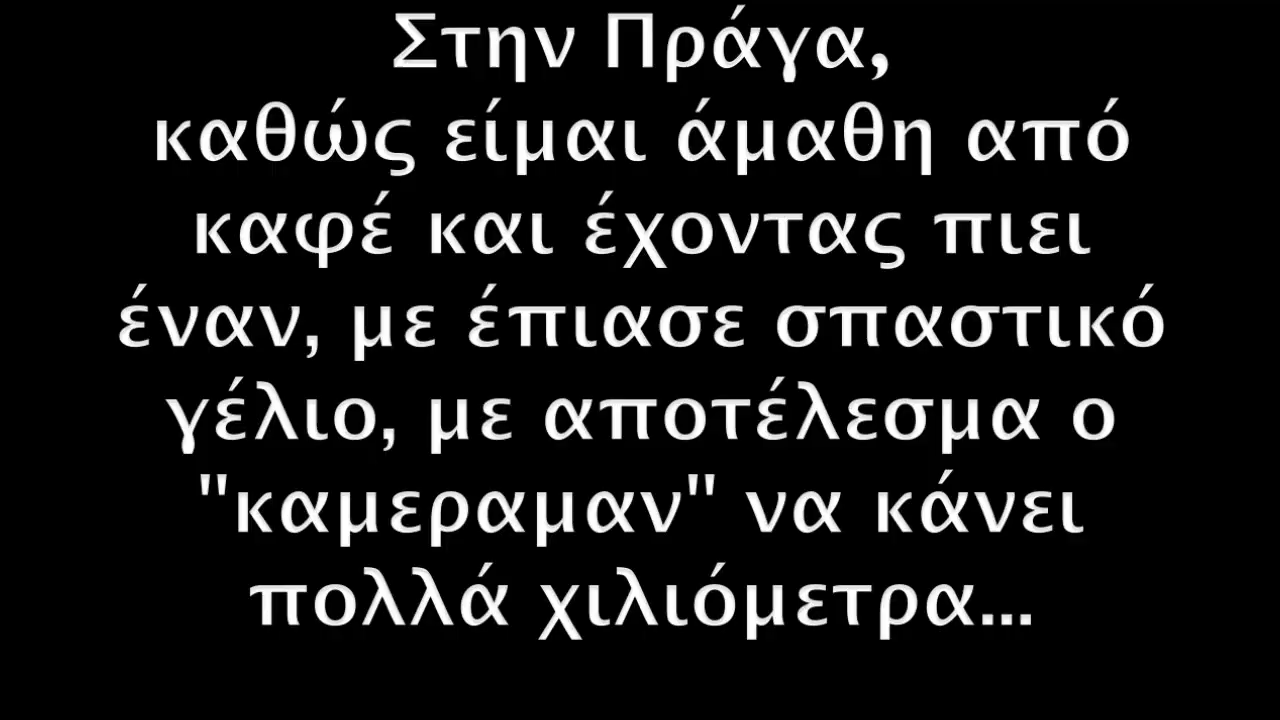 Στην Πράγα,
καθώς είμαι άμαθη από
καφέ και έχοντας πιει
έναν, με έπιασε σπαστικό
γέλιο, με αποτέλεσμα ο
"καμεραμαν" να κάνει
πολλά χιλιόμετρα...